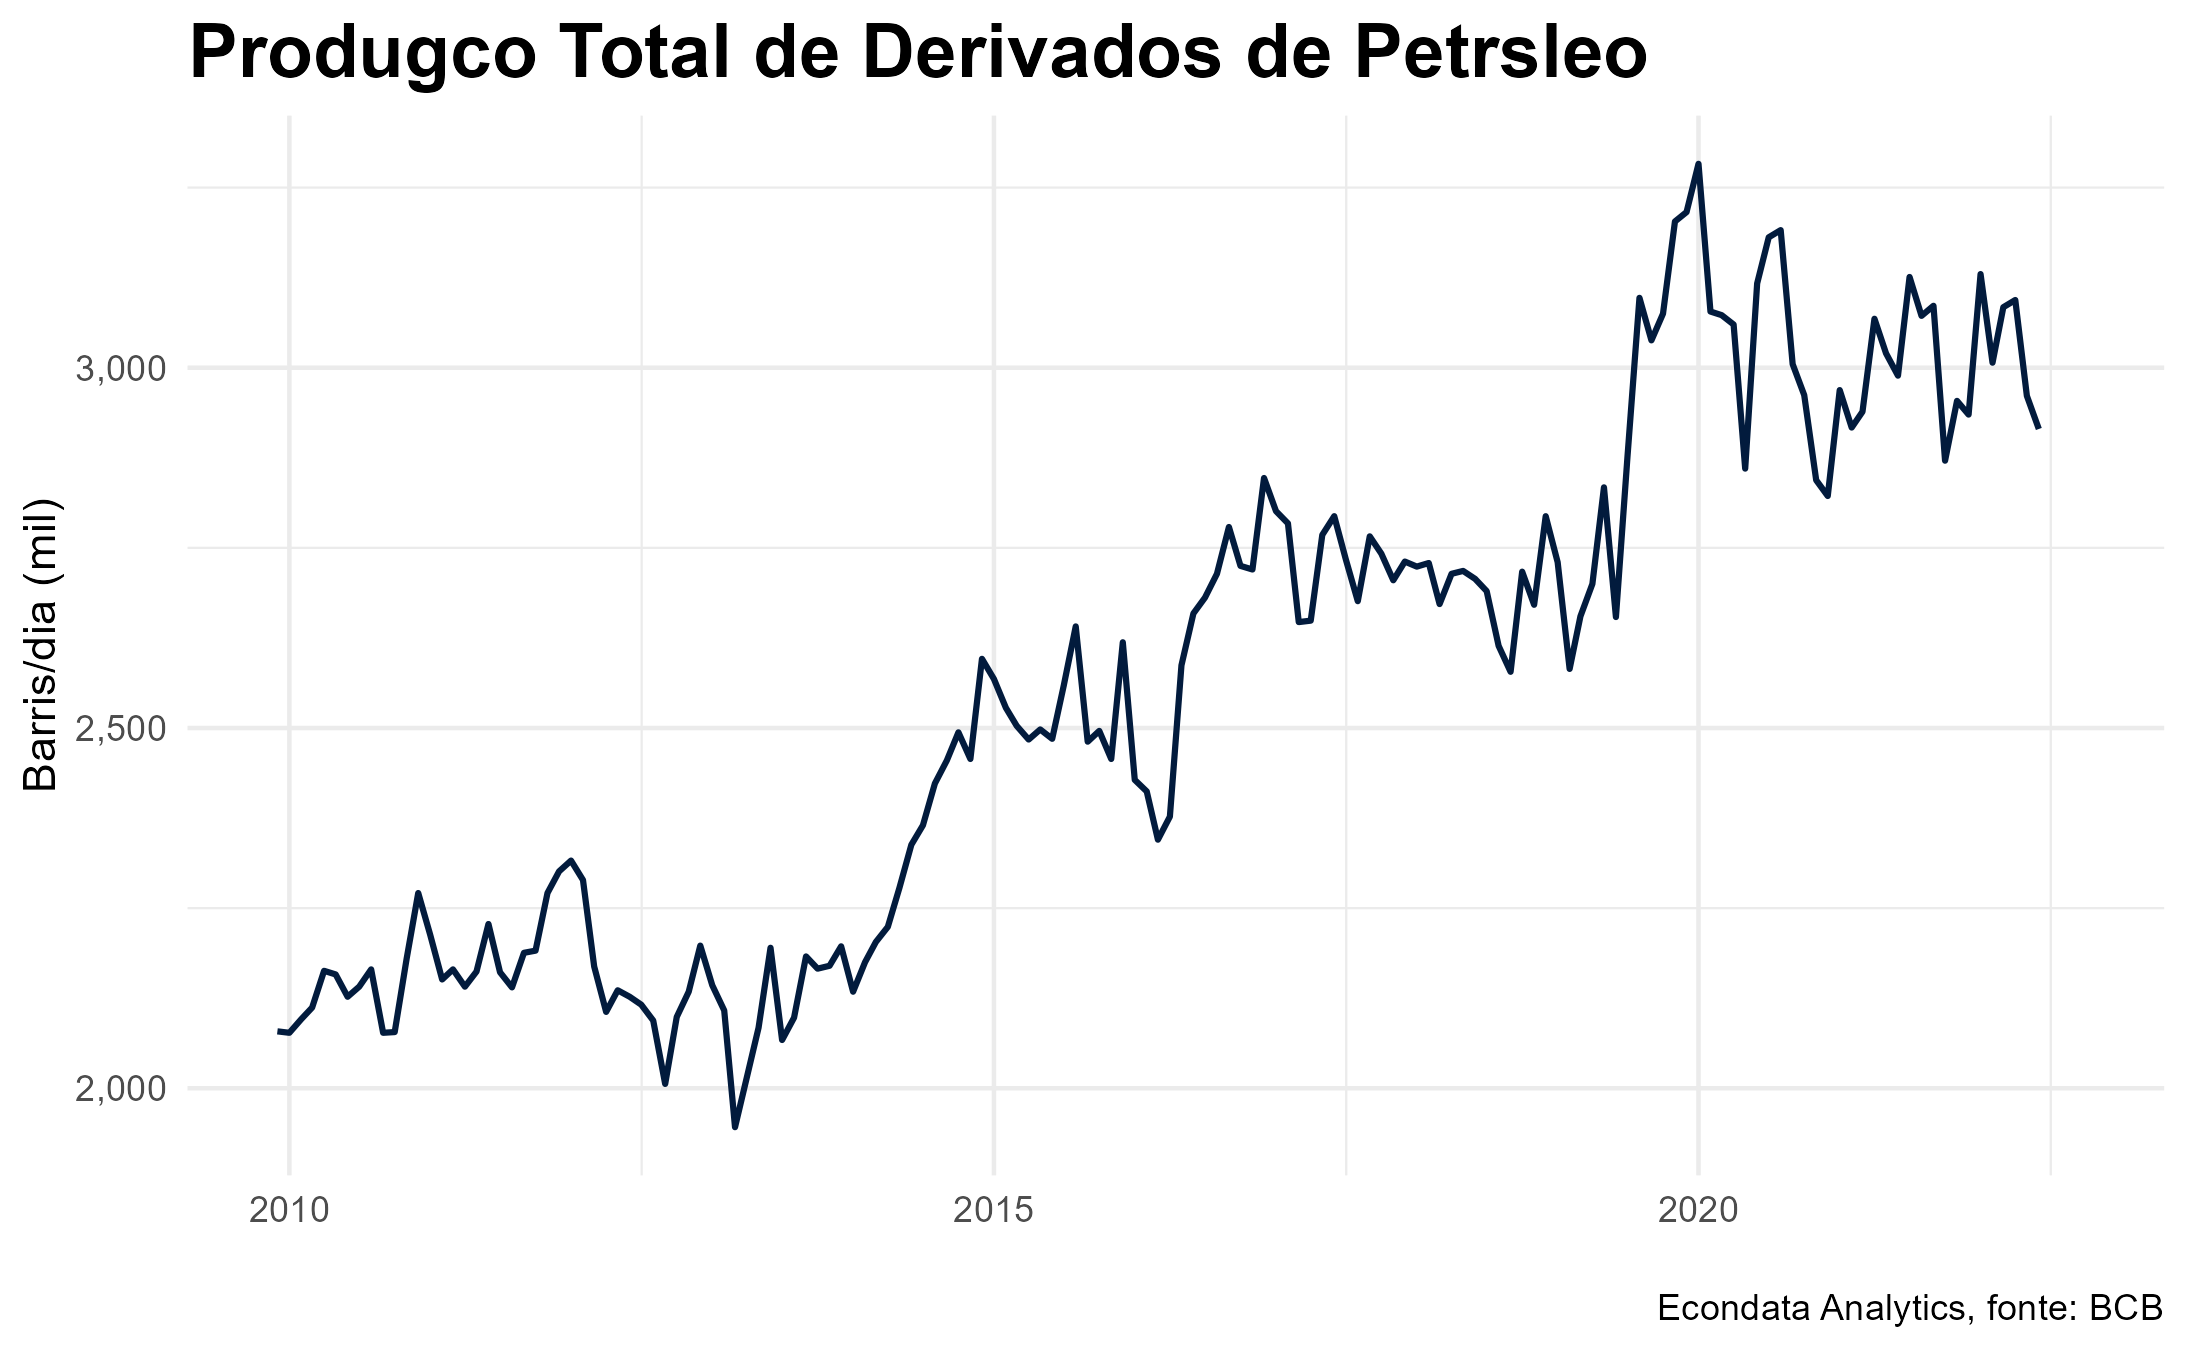 Produgco Total de Derivados de Petrsleo
Barris/dia (mil)
3,000
2,500
2,000
2010 2015 2020
Econdata Analytics, fonte: BCB